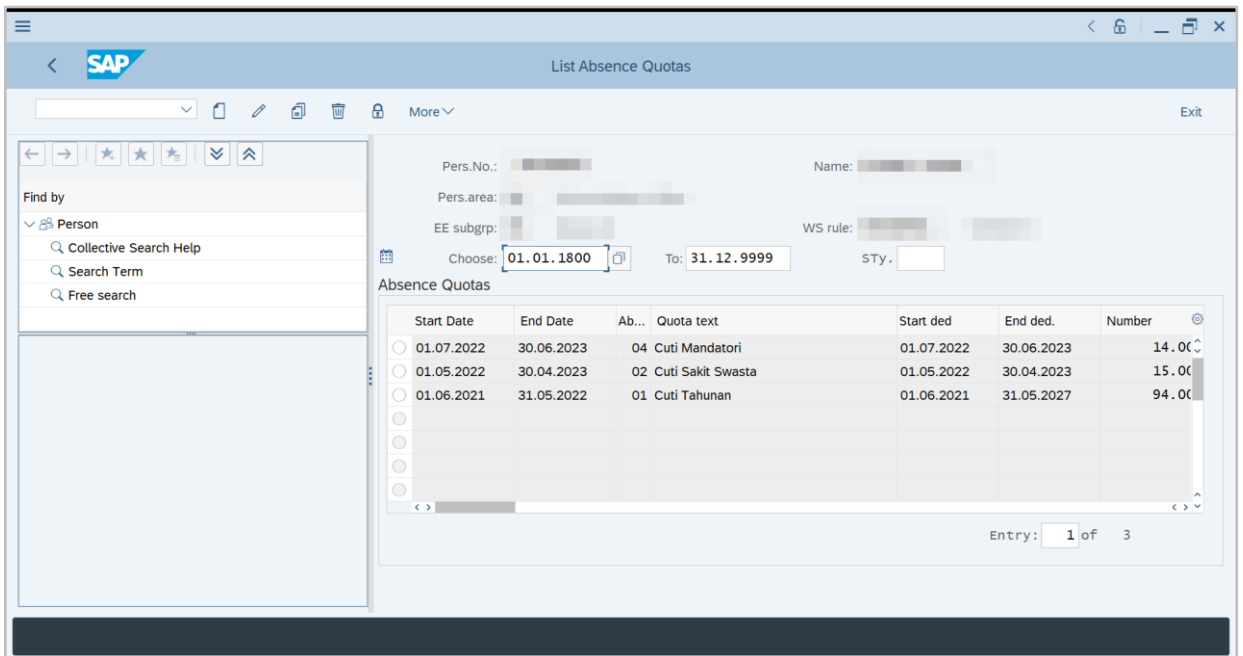 SAP
List Absence Quotas
More
Exit
Find by
Person
Collective Search Help
Search Term
Free search
Pers.No.:
Name:
Pers.area:
EE subgrp:
WS rule:
Choose: 01.01.1800 To: 31.12.9999 STy.
Absence Quotas
Start Date End Date Ab... Quota text Start ded End ded. Number
01.07.2022 30.06.2023 04 Cuti Mandatori 01.07.2022 30.06.2023 14.00
01.05.2022 30.04.2023 02 Cuti Sakit Swasta 01.05.2022 30.04.2023 15.00
01.06.2021 31.05.2022 01 Cuti Tahunan 01.06.2021 31.05.2027 94.00
Entry: 1 of 3